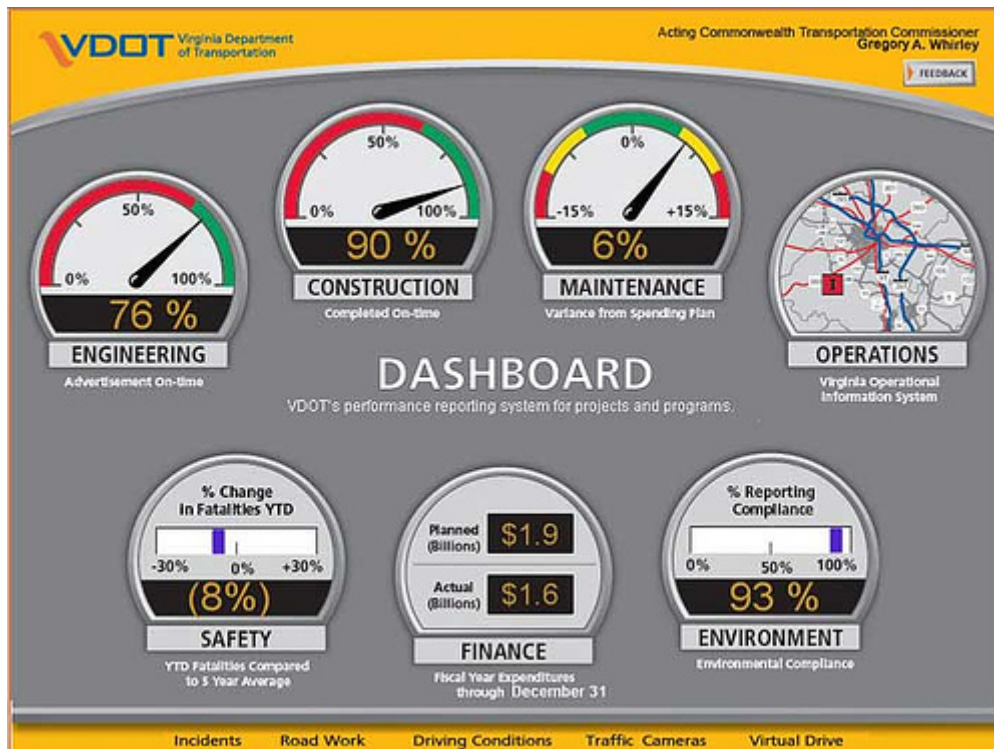 VDOT Virginia Department
of Transportation
Acting Commonwealth Transportation Commissioner
Gregory A. Whirley
FEEDBACK
50%
0%
100%
76 %
ENGINEERING
Advertisement On-time
50%
0%
100%
90 %
CONSTRUCTION
Completed On-time
0%
-15%
+15%
6%
MAINTENANCE
Variance from Spending Plan
I
OPERATIONS
Virginia Operational
Information System
DASHBOARD
VDOT's performance reporting system for projects and programs.
% Change
in Fatalities YTD
-30%
0%
+30%
(8%)
SAFETY
YTD Fatalities Compared
to 5 Year Average
Planned
(Billions)
$1.9
Actual
(Billions)
$1.6
FINANCE
Fiscal Year Expenditures
through December 31
% Reporting
Compliance
0%
50%
100%
93 %
ENVIRONMENT
Environmental Compliance
Incidents
Road Work
Driving Conditions
Traffic Cameras
Virtual Drive